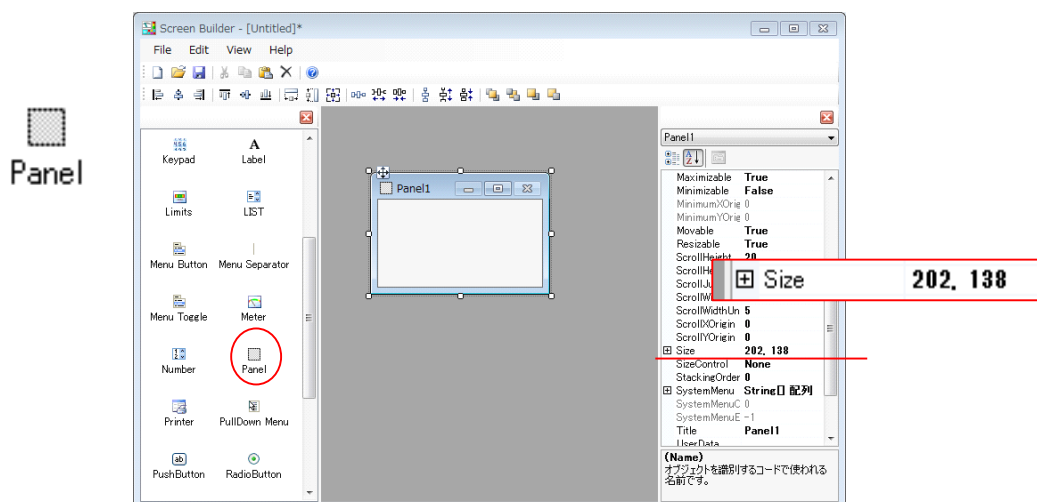 Panel
Screen Builder - [Untitled]*
File Edit View Help
Keypad
A
Label
Limits
LIST
Menu Button
Menu Separator
Menu Toggle
Meter
Number
Panel
Printer
PullDown Menu
ab
PushButton
RadioButton
Panel1
Panel1
Maximizable True
Minimizable False
MinimumXOrig 0
MinimumYOrig 0
Movable True
Resizable True
ScrollHeight 20
ScrollHe
ScrollJu
ScrollW
Size 202, 138
ScrollWidthUn 5
ScrollXOrigin 0
ScrollYOrigin 0
Size 202, 138
SizeControl None
StackingOrder 0
SystemMenu String[] 配列
SystemMenuC 0
SystemMenuE -1
Title Panel1
UserData
(Name)
オブジェクトを識別するコードで使われる
名前です。